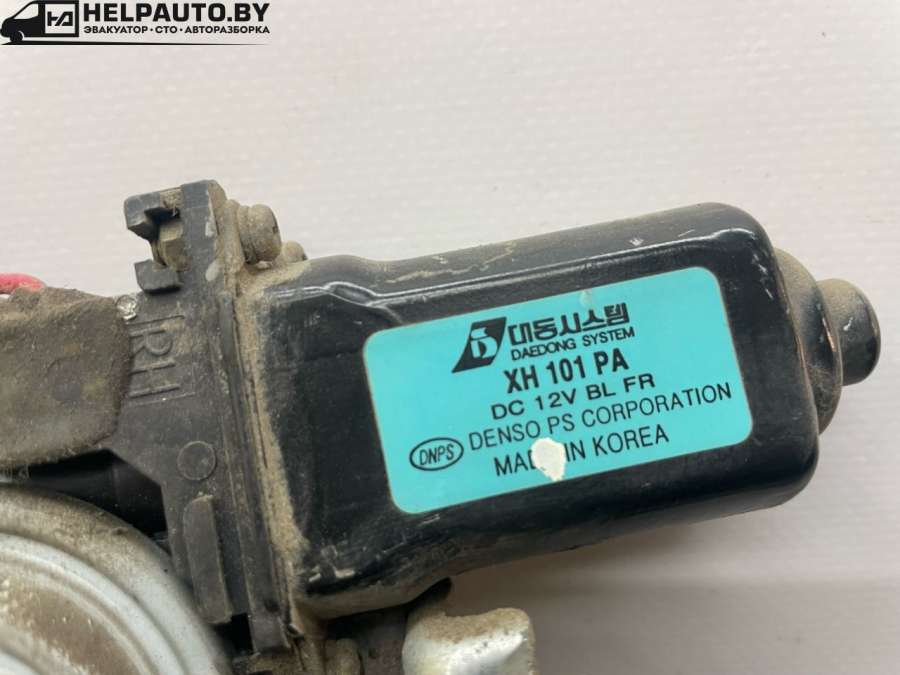 HELPAUTO.BY
ЭВАКУАТОР • СТО • АВТОРАЗБОРКА
RH
대동시스템
DAEDONG SYSTEM
XH 101 PA
DC 12V BL FR
DNPS DENSO PS CORPORATION
MADE IN KOREA